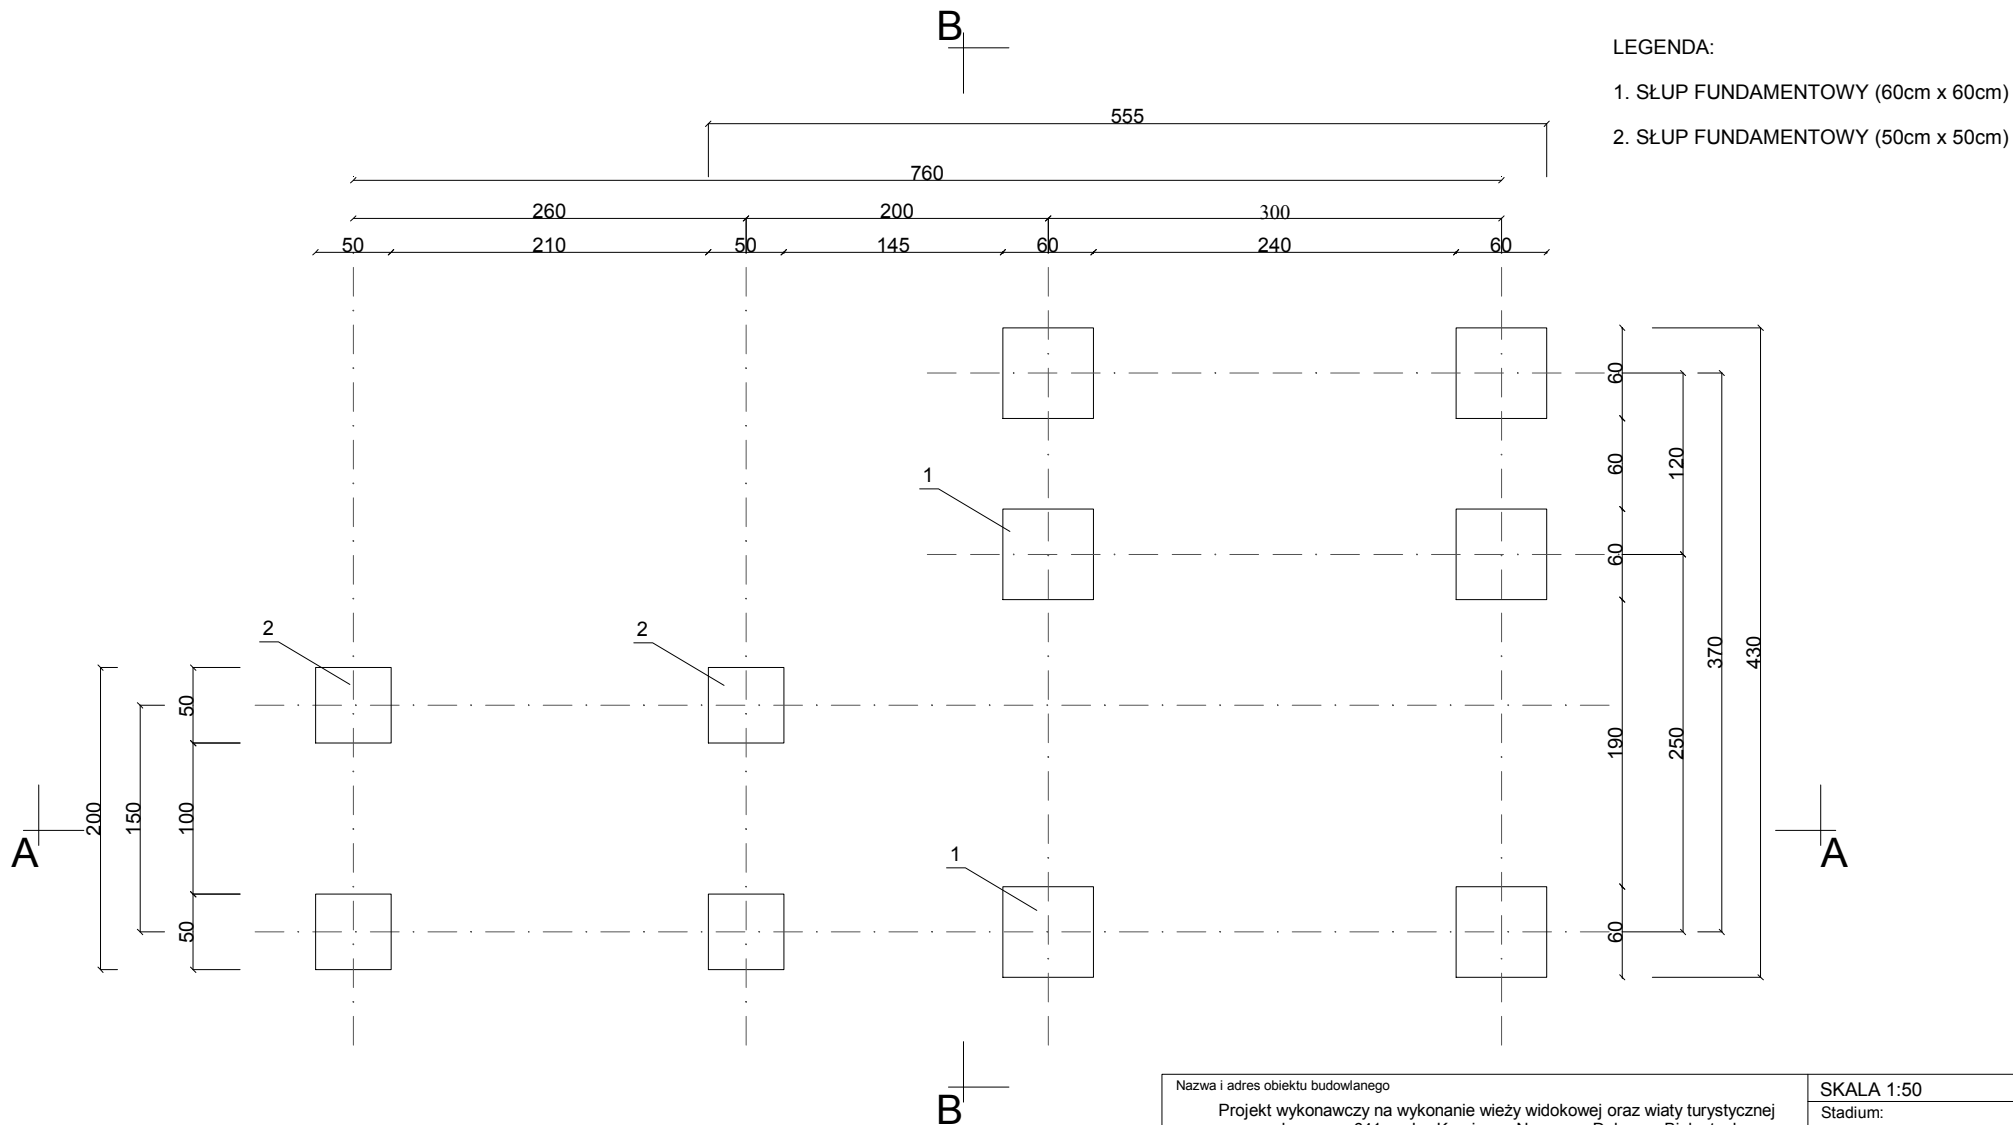 B
LEGENDA:
1. SŁUP FUNDAMENTOWY (60cm x 60cm)
2. SŁUP FUNDAMENTOWY (50cm x 50cm)
555
760
260 200 300
50 210 50 145 60 240 60
60
60
120
1
60
2 2
370
430
50
190
250
200
150
100
A
A
1
50
60
B
Nazwa i adres obiektu budowlanego
SKALA 1:50
Projekt wykonawczy na wykonanie wieży widokowej oraz wiaty turystycznej
Stadium: